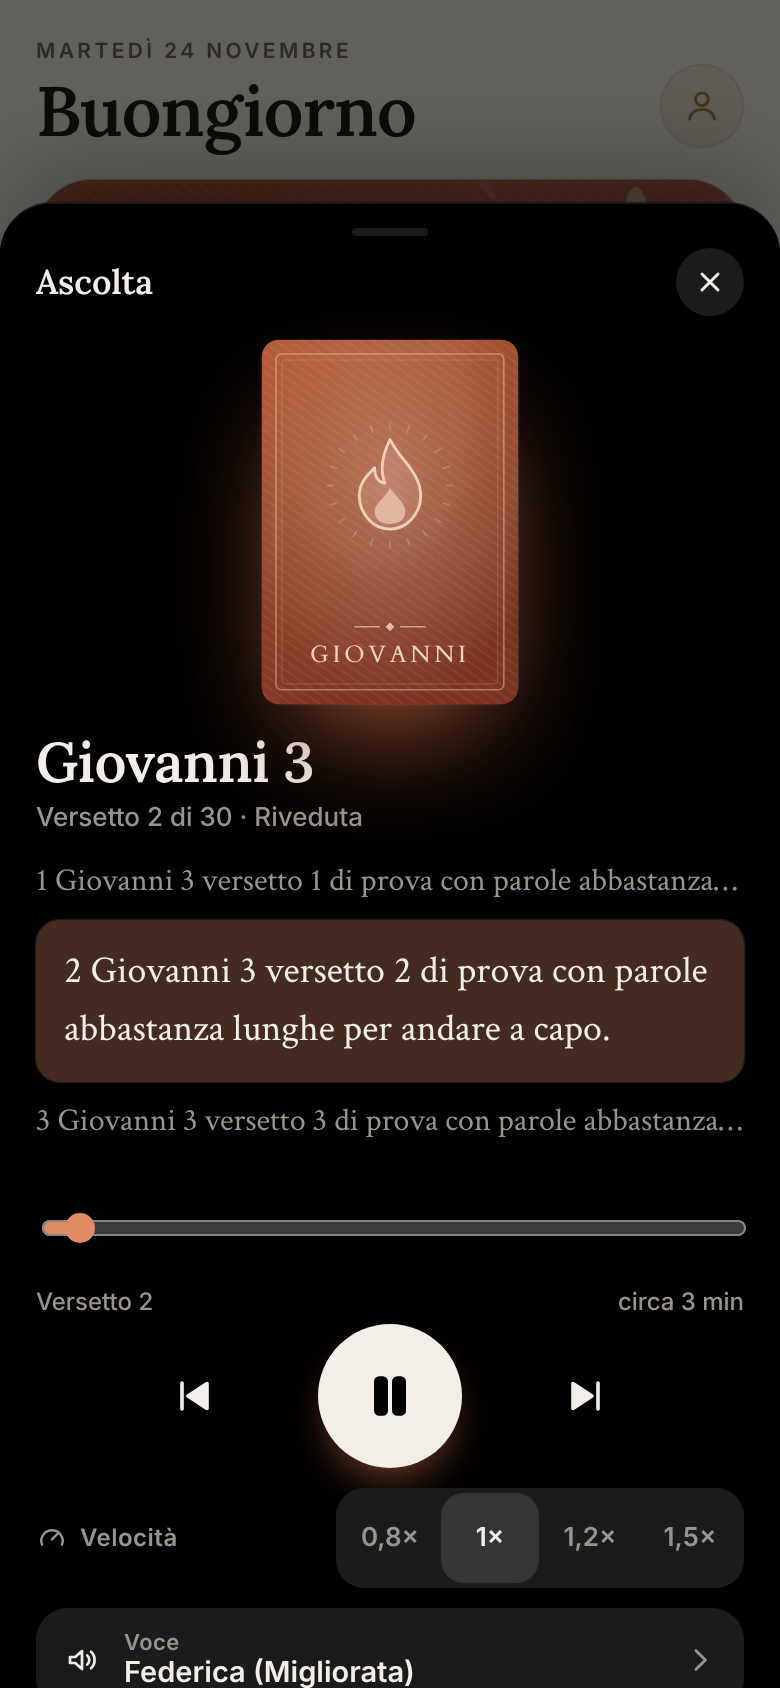 MARTEDÌ 24 NOVEMBRE
Buongiorno
Ascolta
GIOVANNI
Giovanni 3
Versetto 2 di 30 · Riveduta
1 Giovanni 3 versetto 1 di prova con parole abbastanza…
2 Giovanni 3 versetto 2 di prova con parole
abbastanza lunghe per andare a capo.
3 Giovanni 3 versetto 3 di prova con parole abbastanza…
Versetto 2
circa 3 min
Velocità
0,8×
1×
1,2×
1,5×
Voce
Federica (Migliorata)